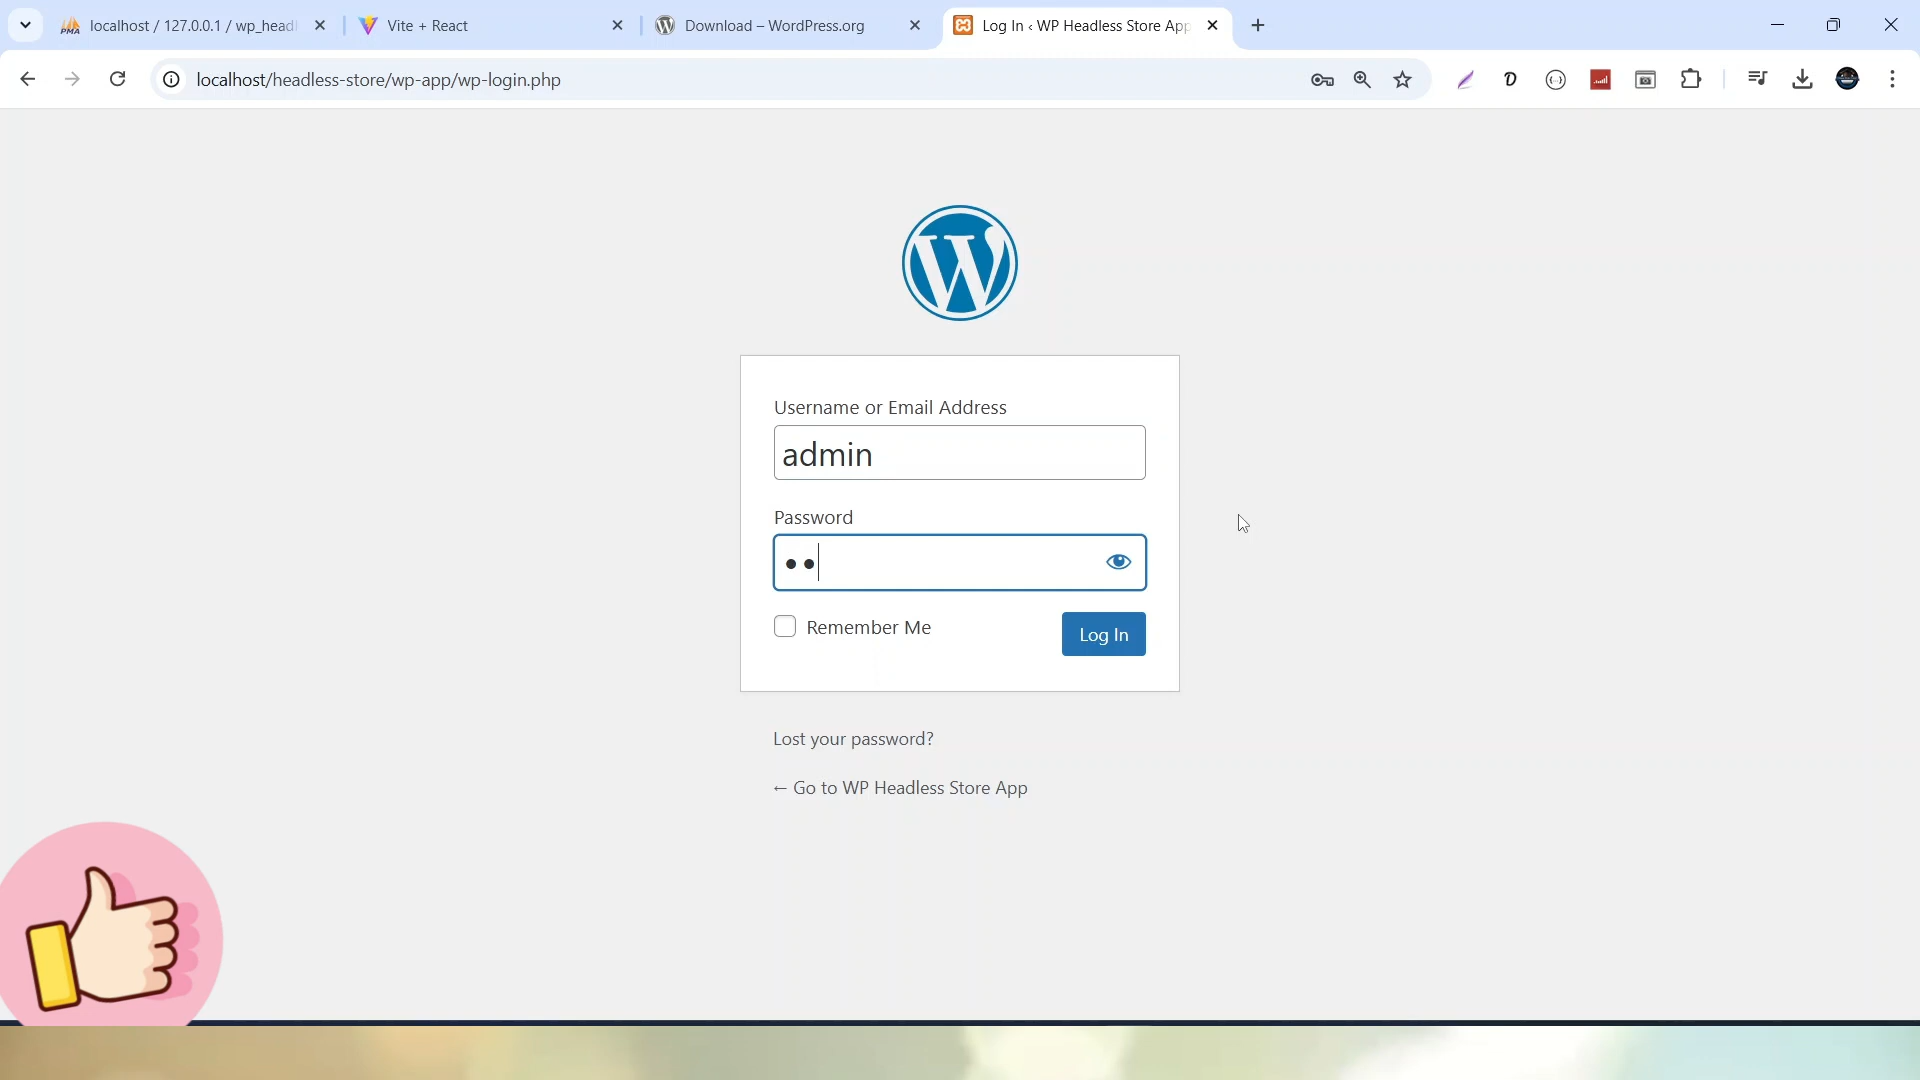 localhost / 127.0.0.1 / wp_headl
Vite + React
Download – WordPress.org
Log In ‹ WP Headless Store App
localhost/headless-store/wp-app/wp-login.php
Username or Email Address
admin
Password
Remember Me
Log In
Lost your password?
← Go to WP Headless Store App